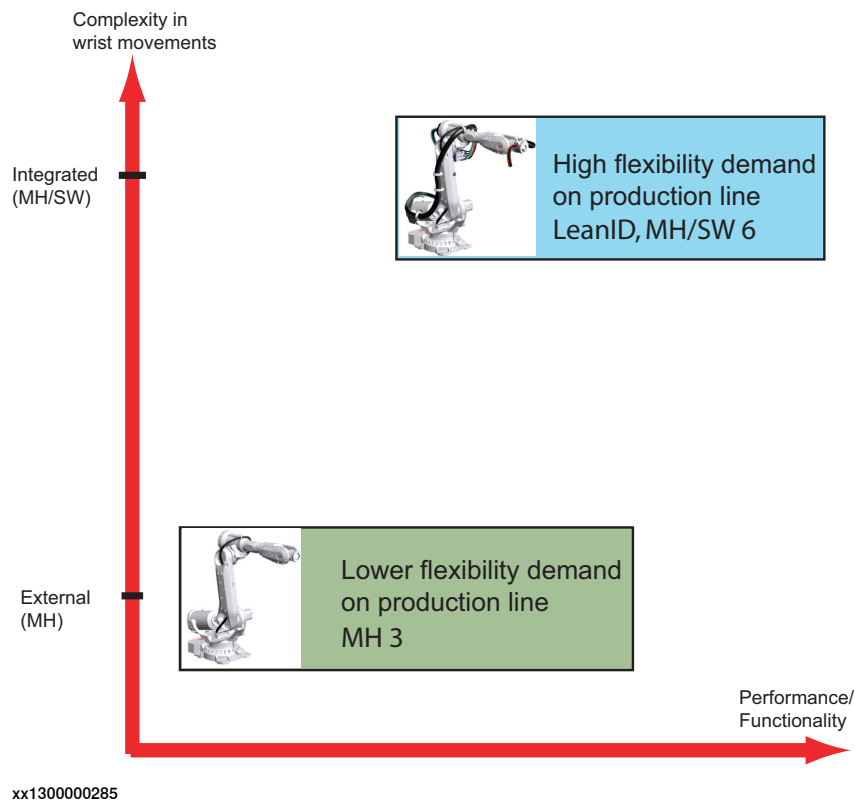 Complexity in
wrist movements
Integrated
(MH/SW)
High flexibility demand
on production line
LeanID, MH/SW 6
External
(MH)
Lower flexibility demand
on production line
MH 3
Performance/
Functionality
xx1300000285